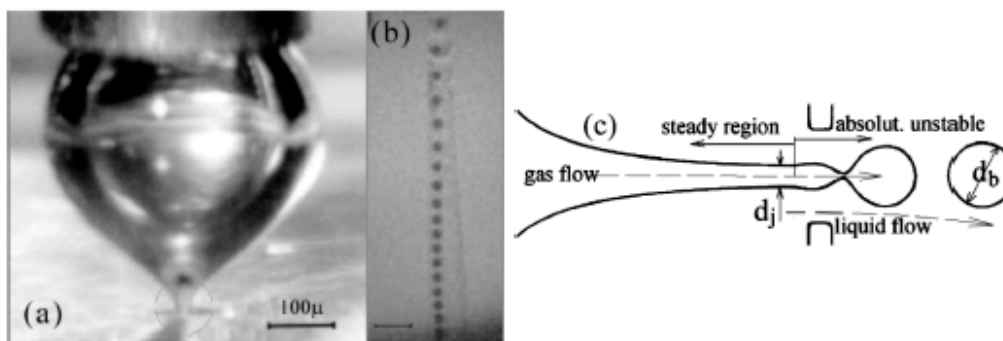 (a)
100μ
(b)
(c)
steady region
absolut. unstable
gas flow
d_j
d_b
liquid flow